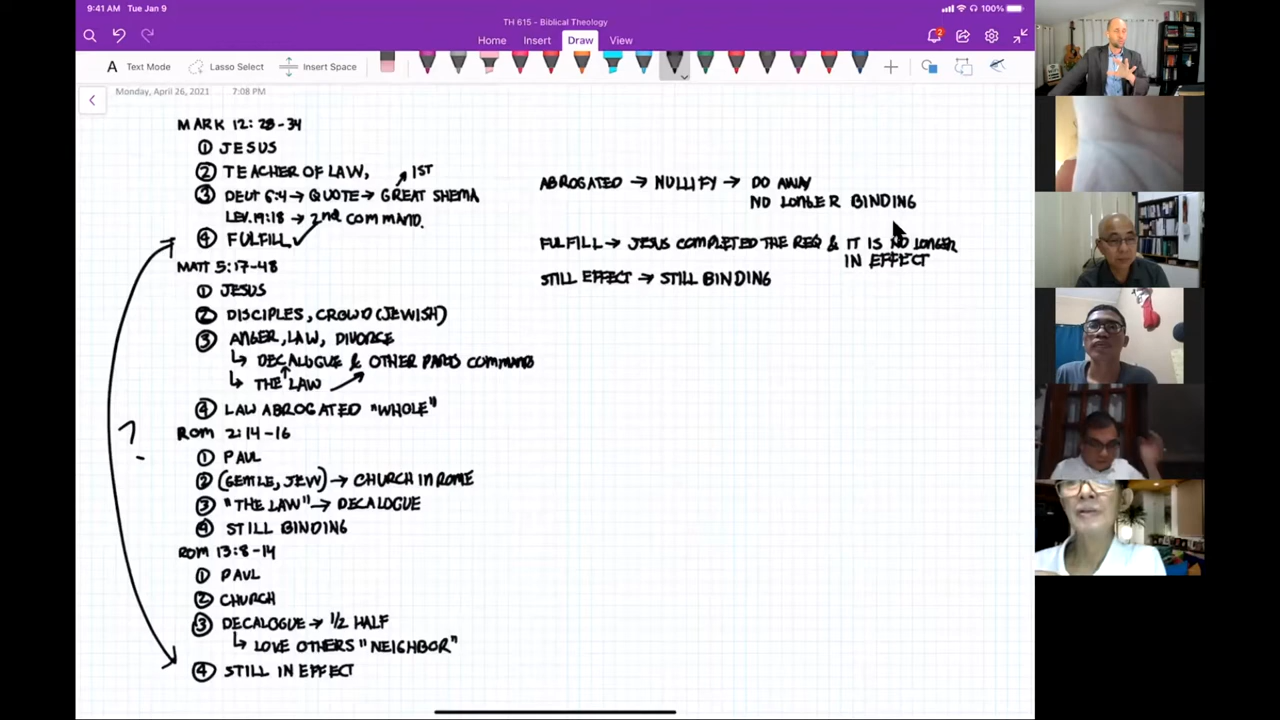 9:41 AM Tue Jan 9
100%
TH 615 - Biblical Theology
Home Insert Draw View
2
A Text Mode Lasso Select Insert Space
Monday, April 26, 2021 7:08 PM
MARK 12:28-34
① JESUS
② TEACHER OF LAW,
③ DEUT 6:4 → QUOTE → GREAT SHEMA
1ST
LEV. 19:18 → 2nd COMMAND.
④ FULFILL ✓
MATT 5:17-48
① JESUS
② DISCIPLES, CROWD (JEWISH)
③ ANGER, LAW, DIVORCE
↳ DECALOGUE & OTHER PARTS COMMAND
↳ THE LAW
④ LAW ABROGATED "WHOLE"
ROM 2:14-16
① PAUL
② (GENTLE, JEW) → CHURCH IN ROME
③ "THE LAW" → DECALOGUE
④ STILL BINDING
ROM 13:8-14
① PAUL
② CHURCH
③ DECALOGUE → 1/2 HALF
↳ LOVE OTHERS "NEIGHBOR"
④ STILL IN EFFECT
?
ABROGATED → NULLIFY → DO AWAY
NO LONGER BINDING
FULFILL → JESUS COMPLETED THE REQ & IT IS NO LONGER
IN EFFECT
STILL EFFECT → STILL BINDING